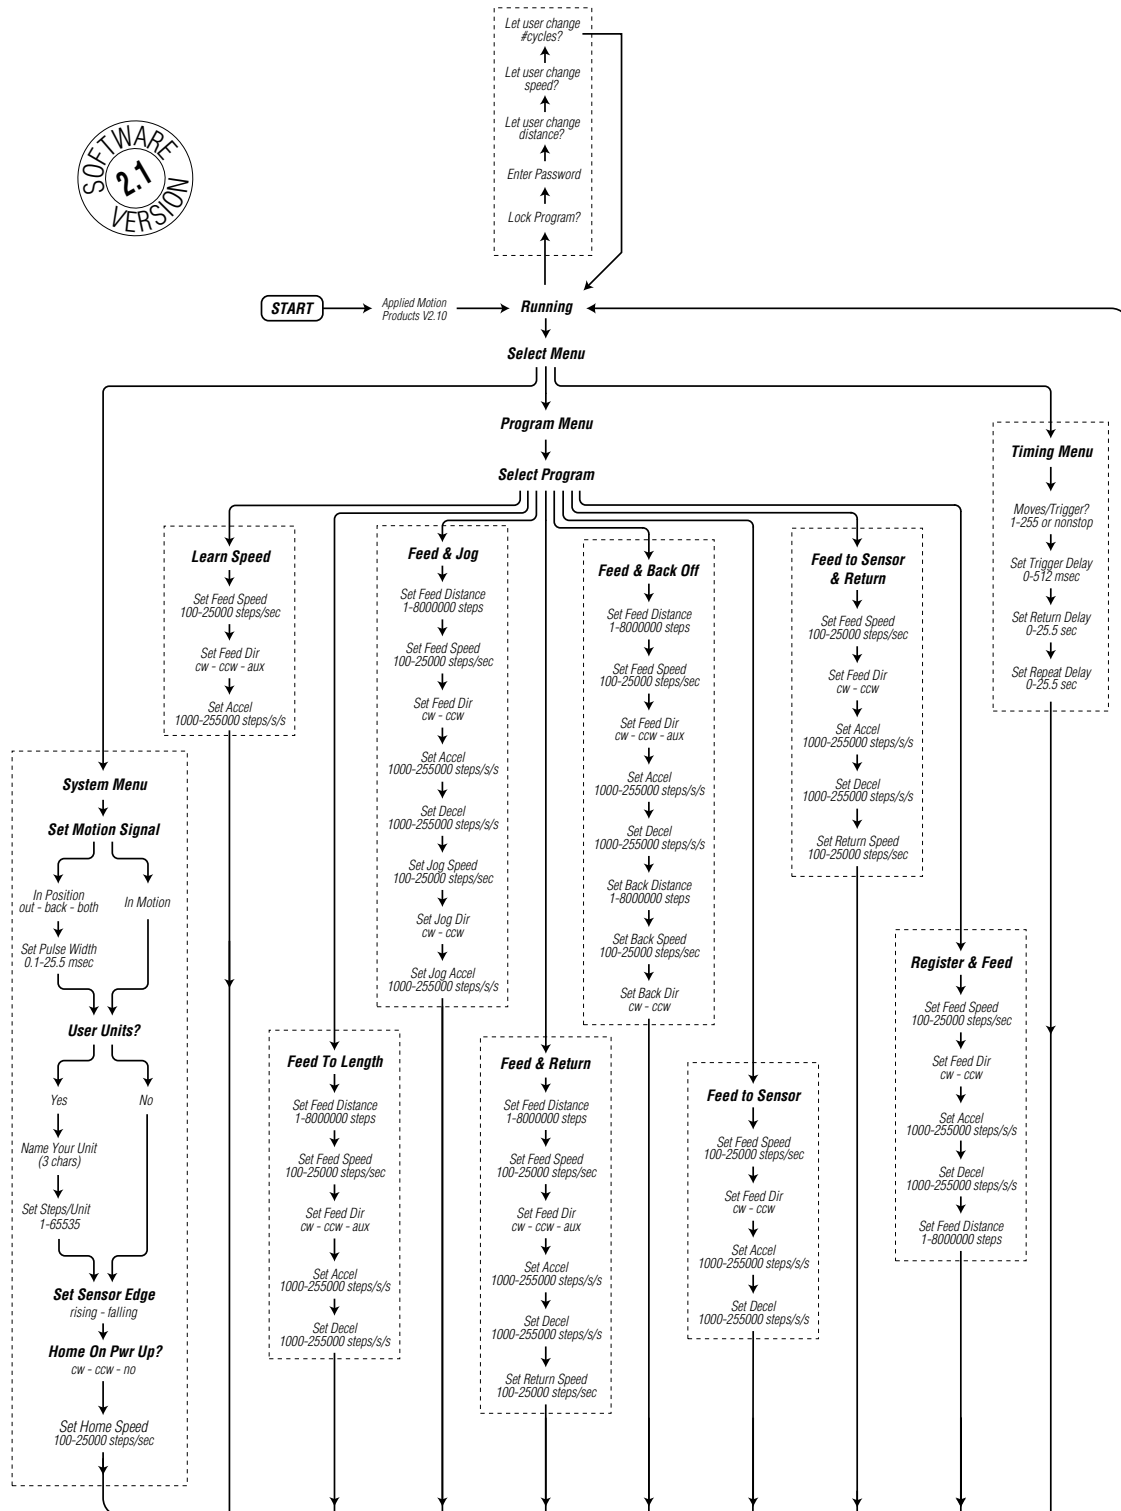 Let user change
#cycles?
Let user change
speed?
Let user change
distance?
Enter Password
Lock Program?
SOFTWARE
2.1
VERSION
START
Applied Motion
Products V2.10
Running
Select Menu
Program Menu
Select Program
Timing Menu
Moves/Trigger?
1-255 or nonstop
Set Trigger Delay
0-512 msec
Set Return Delay
0-25.5 sec
Set Repeat Delay
0-25.5 sec
Learn Speed
Set Feed Speed
100-25000 steps/sec
Set Feed Dir
cw - ccw - aux
Set Accel
1000-255000 steps/s/s
Feed & Jog
Set Feed Distance
1-8000000 steps
Set Feed Speed
100-25000 steps/sec
Set Feed Dir
cw - ccw
Set Accel
1000-255000 steps/s/s
Set Decel
1000-255000 steps/s/s
Set Jog Speed
100-25000 steps/sec
Set Jog Dir
cw - ccw
Set Jog Accel
1000-255000 steps/s/s
Feed & Back Off
Set Feed Distance
1-8000000 steps
Set Feed Speed
100-25000 steps/sec
Set Feed Dir
cw - ccw - aux
Set Accel
1000-255000 steps/s/s
Set Decel
1000-255000 steps/s/s
Set Back Distance
1-8000000 steps
Set Back Speed
100-25000 steps/sec
Set Back Dir
cw - ccw
Feed to Sensor
& Return
Set Feed Speed
100-25000 steps/sec
Set Feed Dir
cw - ccw
Set Accel
1000-255000 steps/s/s
Set Decel
1000-255000 steps/s/s
Set Return Speed
100-25000 steps/sec
System Menu
Set Motion Signal
In Position
out - back - both
In Motion
Set Pulse Width
0.1-25.5 msec
User Units?
Yes
No
Name Your Unit
(3 chars)
Set Steps/Unit
1-65535
Set Sensor Edge
rising - falling
Home On Pwr Up?
cw - ccw - no
Set Home Speed
100-25000 steps/sec
Feed To Length
Set Feed Distance
1-8000000 steps
Set Feed Speed
100-25000 steps/sec
Set Feed Dir
cw - ccw - aux
Set Accel
1000-255000 steps/s/s
Set Decel
1000-255000 steps/s/s
Feed & Return
Set Feed Distance
1-8000000 steps
Set Feed Speed
100-25000 steps/sec
Set Feed Dir
cw - ccw - aux
Set Accel
1000-255000 steps/s/s
Set Decel
1000-255000 steps/s/s
Set Return Speed
100-25000 steps/sec
Feed to Sensor
Set Feed Speed
100-25000 steps/sec
Set Feed Dir
cw - ccw
Set Accel
1000-255000 steps/s/s
Set Decel
1000-255000 steps/s/s
Register & Feed
Set Feed Speed
100-25000 steps/sec
Set Feed Dir
cw - ccw
Set Accel
1000-255000 steps/s/s
Set Decel
1000-255000 steps/s/s
Set Feed Distance
1-8000000 steps